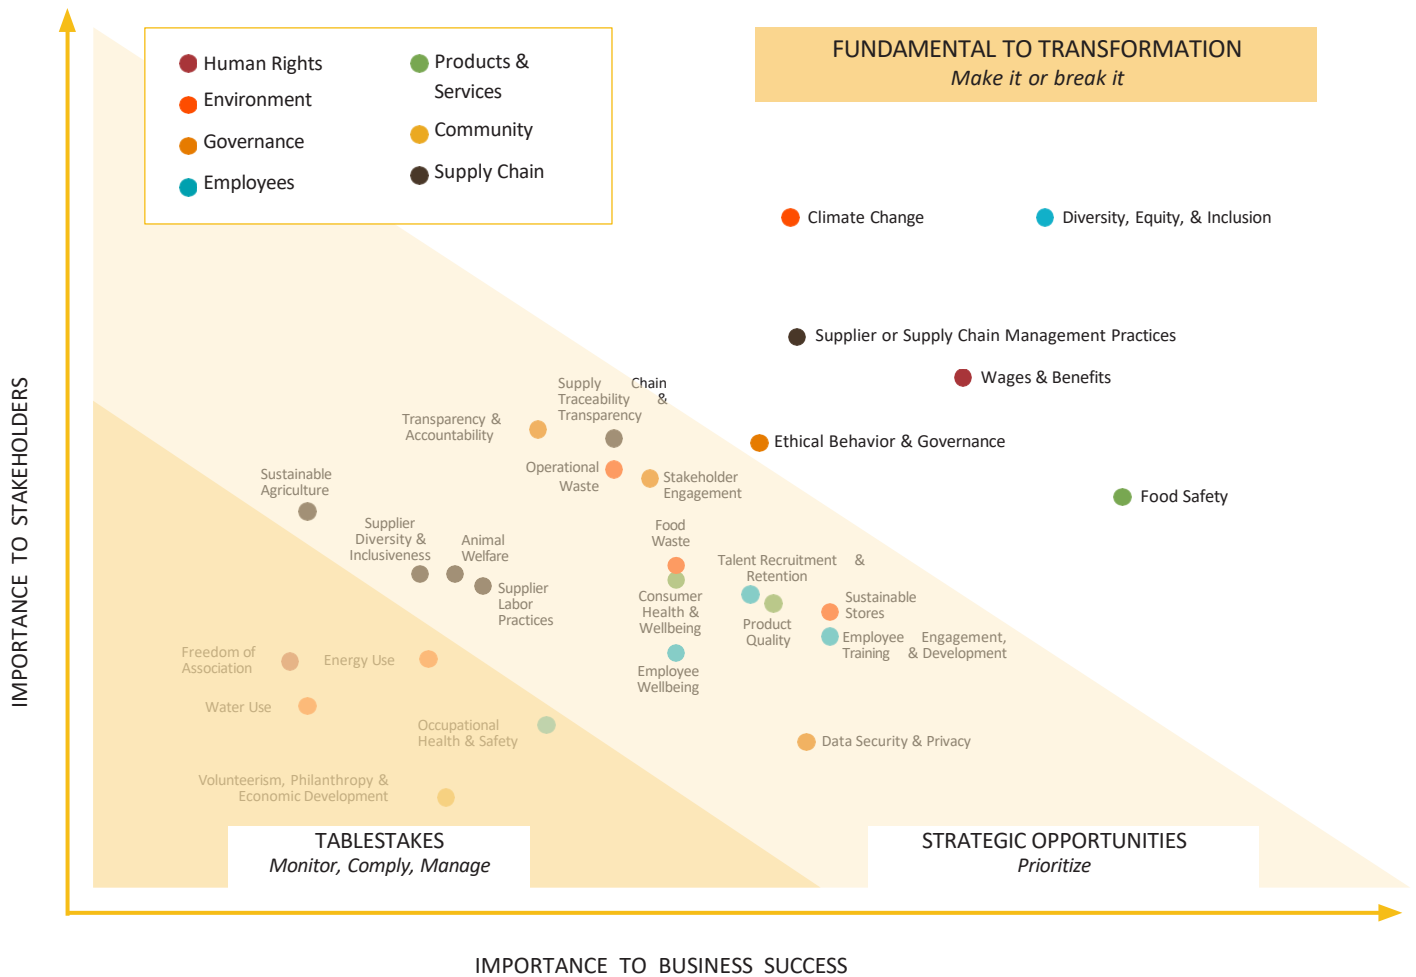 Human Rights
Environment
Governance
Employees
Products &
Services
Community
Supply Chain
FUNDAMENTAL TO TRANSFORMATION
Make it or break it
Climate Change
Diversity, Equity, & Inclusion
Supplier or Supply Chain Management Practices
Wages & Benefits
Ethical Behavior & Governance
Food Safety
Supply Chain
Traceability &
Transparency
Transparency &
Accountability
Operational
Waste
Stakeholder
Engagement
Sustainable
Agriculture
Supplier
Diversity &
Inclusiveness
Animal
Welfare
Supplier
Labor
Practices
Food
Waste
Consumer
Health &
Wellbeing
Talent Recruitment &
Retention
Product
Quality
Sustainable
Stores
Employee Engagement,
Training & Development
Employee
Wellbeing
Freedom of
Association
Energy Use
Water Use
Occupational
Health & Safety
Data Security & Privacy
Volunteerism, Philanthropy &
Economic Development
TABLESTAKES
Monitor, Comply, Manage
STRATEGIC OPPORTUNITIES
Prioritize
IMPORTANCE TO STAKEHOLDERS
IMPORTANCE TO BUSINESS SUCCESS